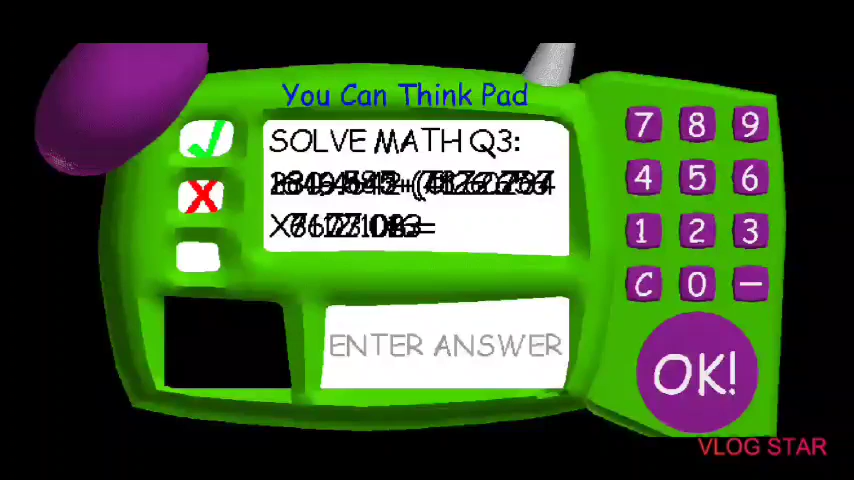 You Can Think Pad
SOLVE MATH Q3:
ENTER ANSWER
7 8 9
4 5 6
1 2 3
C 0 −
OK!
VLOG STAR